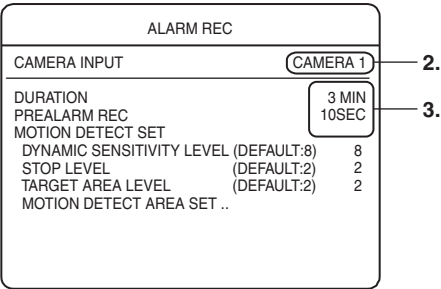 ALARM REC
CAMERA INPUT CAMERA 1 2.
DURATION 3 MIN 3.
PREALARM REC 10SEC
MOTION DETECT SET
DYNAMIC SENSITIVITY LEVEL (DEFAULT:8) 8
STOP LEVEL (DEFAULT:2) 2
TARGET AREA LEVEL (DEFAULT:2) 2
MOTION DETECT AREA SET ..